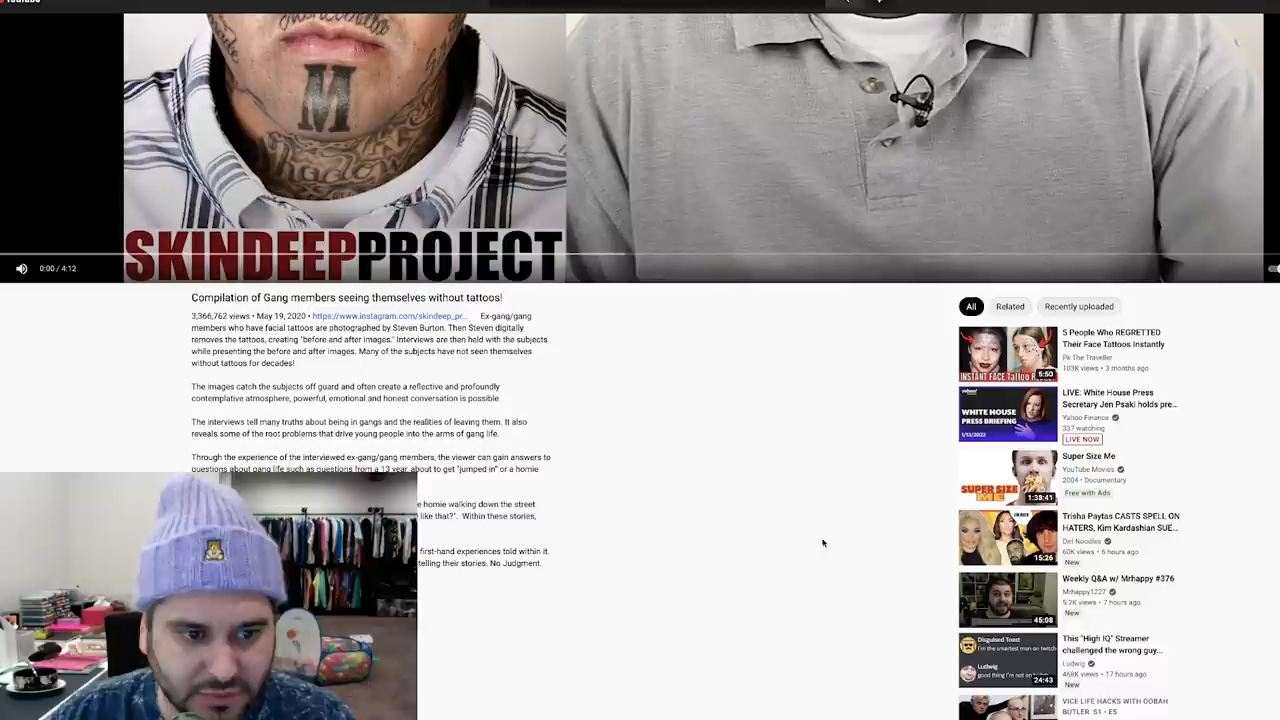 0:00 / 4:12
SKINDEEPPROJECT
Compilation of Gang members seeing themselves without tattoos!
3,366,762 views • May 19, 2020 • https://www.instagram.com/skindeep_pr... Ex-gang/gang
members who have facial tattoos are photographed by Steven Burton. Then Steven digitally
removes the tattoos, creating "before and after images." Interviews are then held with the subjects
while presenting the before and after images. Many of the subjects have not seen themselves
without tattoos for decades!
The images catch the subjects off guard and often create a reflective and profoundly
contemplative atmosphere, powerful, emotional and honest conversation is possible.
The interviews tell many truths about being in gangs and the realities of leaving them. It also
reveals some of the root problems that drive young people into the arms of gang life.
Through the experience of the interviewed ex-gang/gang members, the viewer can gain answers to
questions about gang life such as questions from a 13 year, about to get "jumped in" or a homie
homie walking down the street
like that?". Within these stories,
first-hand experiences told within it.
telling their stories. No Judgment.
All
Related
Recently uploaded
INSTANT FACE Tattoo
5:50
5 People Who REGRETTED
Their Face Tattoos Instantly
Pk The Traveller
103K views • 3 months ago
WHITE HOUSE
PRESS BRIEFING
1/12/2022
LIVE: White House Press
Secretary Jen Psaki holds pre...
Yahoo Finance
337 watching
LIVE NOW
SUPER SIZE
ME
1:38:41
Super Size Me
YouTube Movies
2004 • Documentary
Free with Ads
15:26
Trisha Paytas CASTS SPELL ON
HATERS, Kim Kardashian SUE...
Def Noodles
60K views • 6 hours ago
New
45:08
Weekly Q&A w/ Mrhappy #376
Mrhappy1227
5.2K views • 7 hours ago
New
Disguised Toast
I'm the smartest man on twitch
Ludwig
good thing I'm not on
24:43
This "High IQ" Streamer
challenged the wrong guy...
Ludwig
468K views • 17 hours ago
New
VICE LIFE HACKS WITH OOBAH
BUTLER S1 • E5